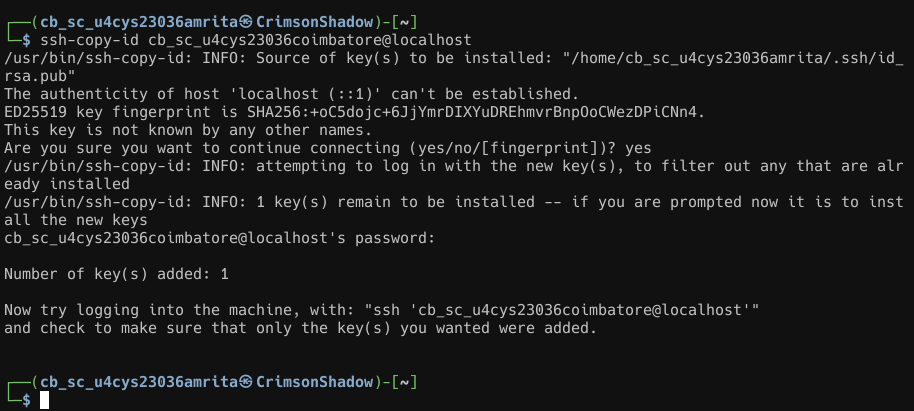 ┌──(cb_sc_u4cys23036amrita㉿CrimsonShadow)-[~]
└─$ ssh-copy-id cb_sc_u4cys23036coimbatore@localhost
/usr/bin/ssh-copy-id: INFO: Source of key(s) to be installed: "/home/cb_sc_u4cys23036amrita/.ssh/id_
rsa.pub"
The authenticity of host 'localhost (::1)' can't be established.
ED25519 key fingerprint is SHA256:+oC5dojc+6JjYmrDIXYuDREhmvrBnpOoCWezDPiCNn4.
This key is not known by any other names.
Are you sure you want to continue connecting (yes/no/[fingerprint])? yes
/usr/bin/ssh-copy-id: INFO: attempting to log in with the new key(s), to filter out any that are alr
eady installed
/usr/bin/ssh-copy-id: INFO: 1 key(s) remain to be installed -- if you are prompted now it is to inst
all the new keys
cb_sc_u4cys23036coimbatore@localhost's password:
Number of key(s) added: 1
Now try logging into the machine, with: "ssh 'cb_sc_u4cys23036coimbatore@localhost'"
and check to make sure that only the key(s) you wanted were added.
┌──(cb_sc_u4cys23036amrita㉿CrimsonShadow)-[~]
└─$